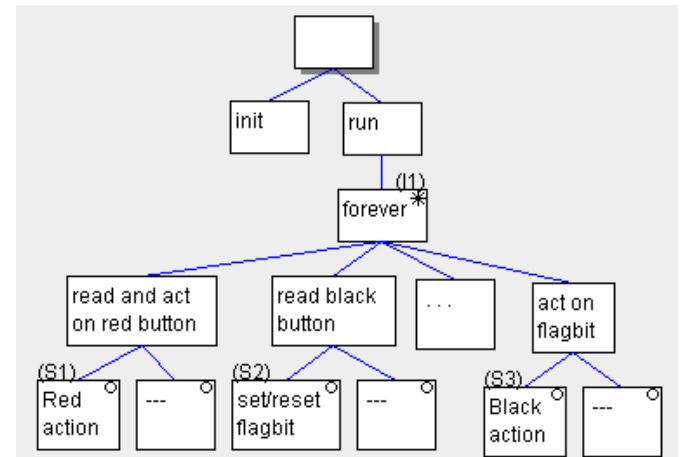 init
run
(I1)
forever *
read and act
on red button
read black
button
. . .
act on
flagbit
(S1)
Red
action
---
(S2)
set/reset
flagbit
---
(S3)
Black
action
---